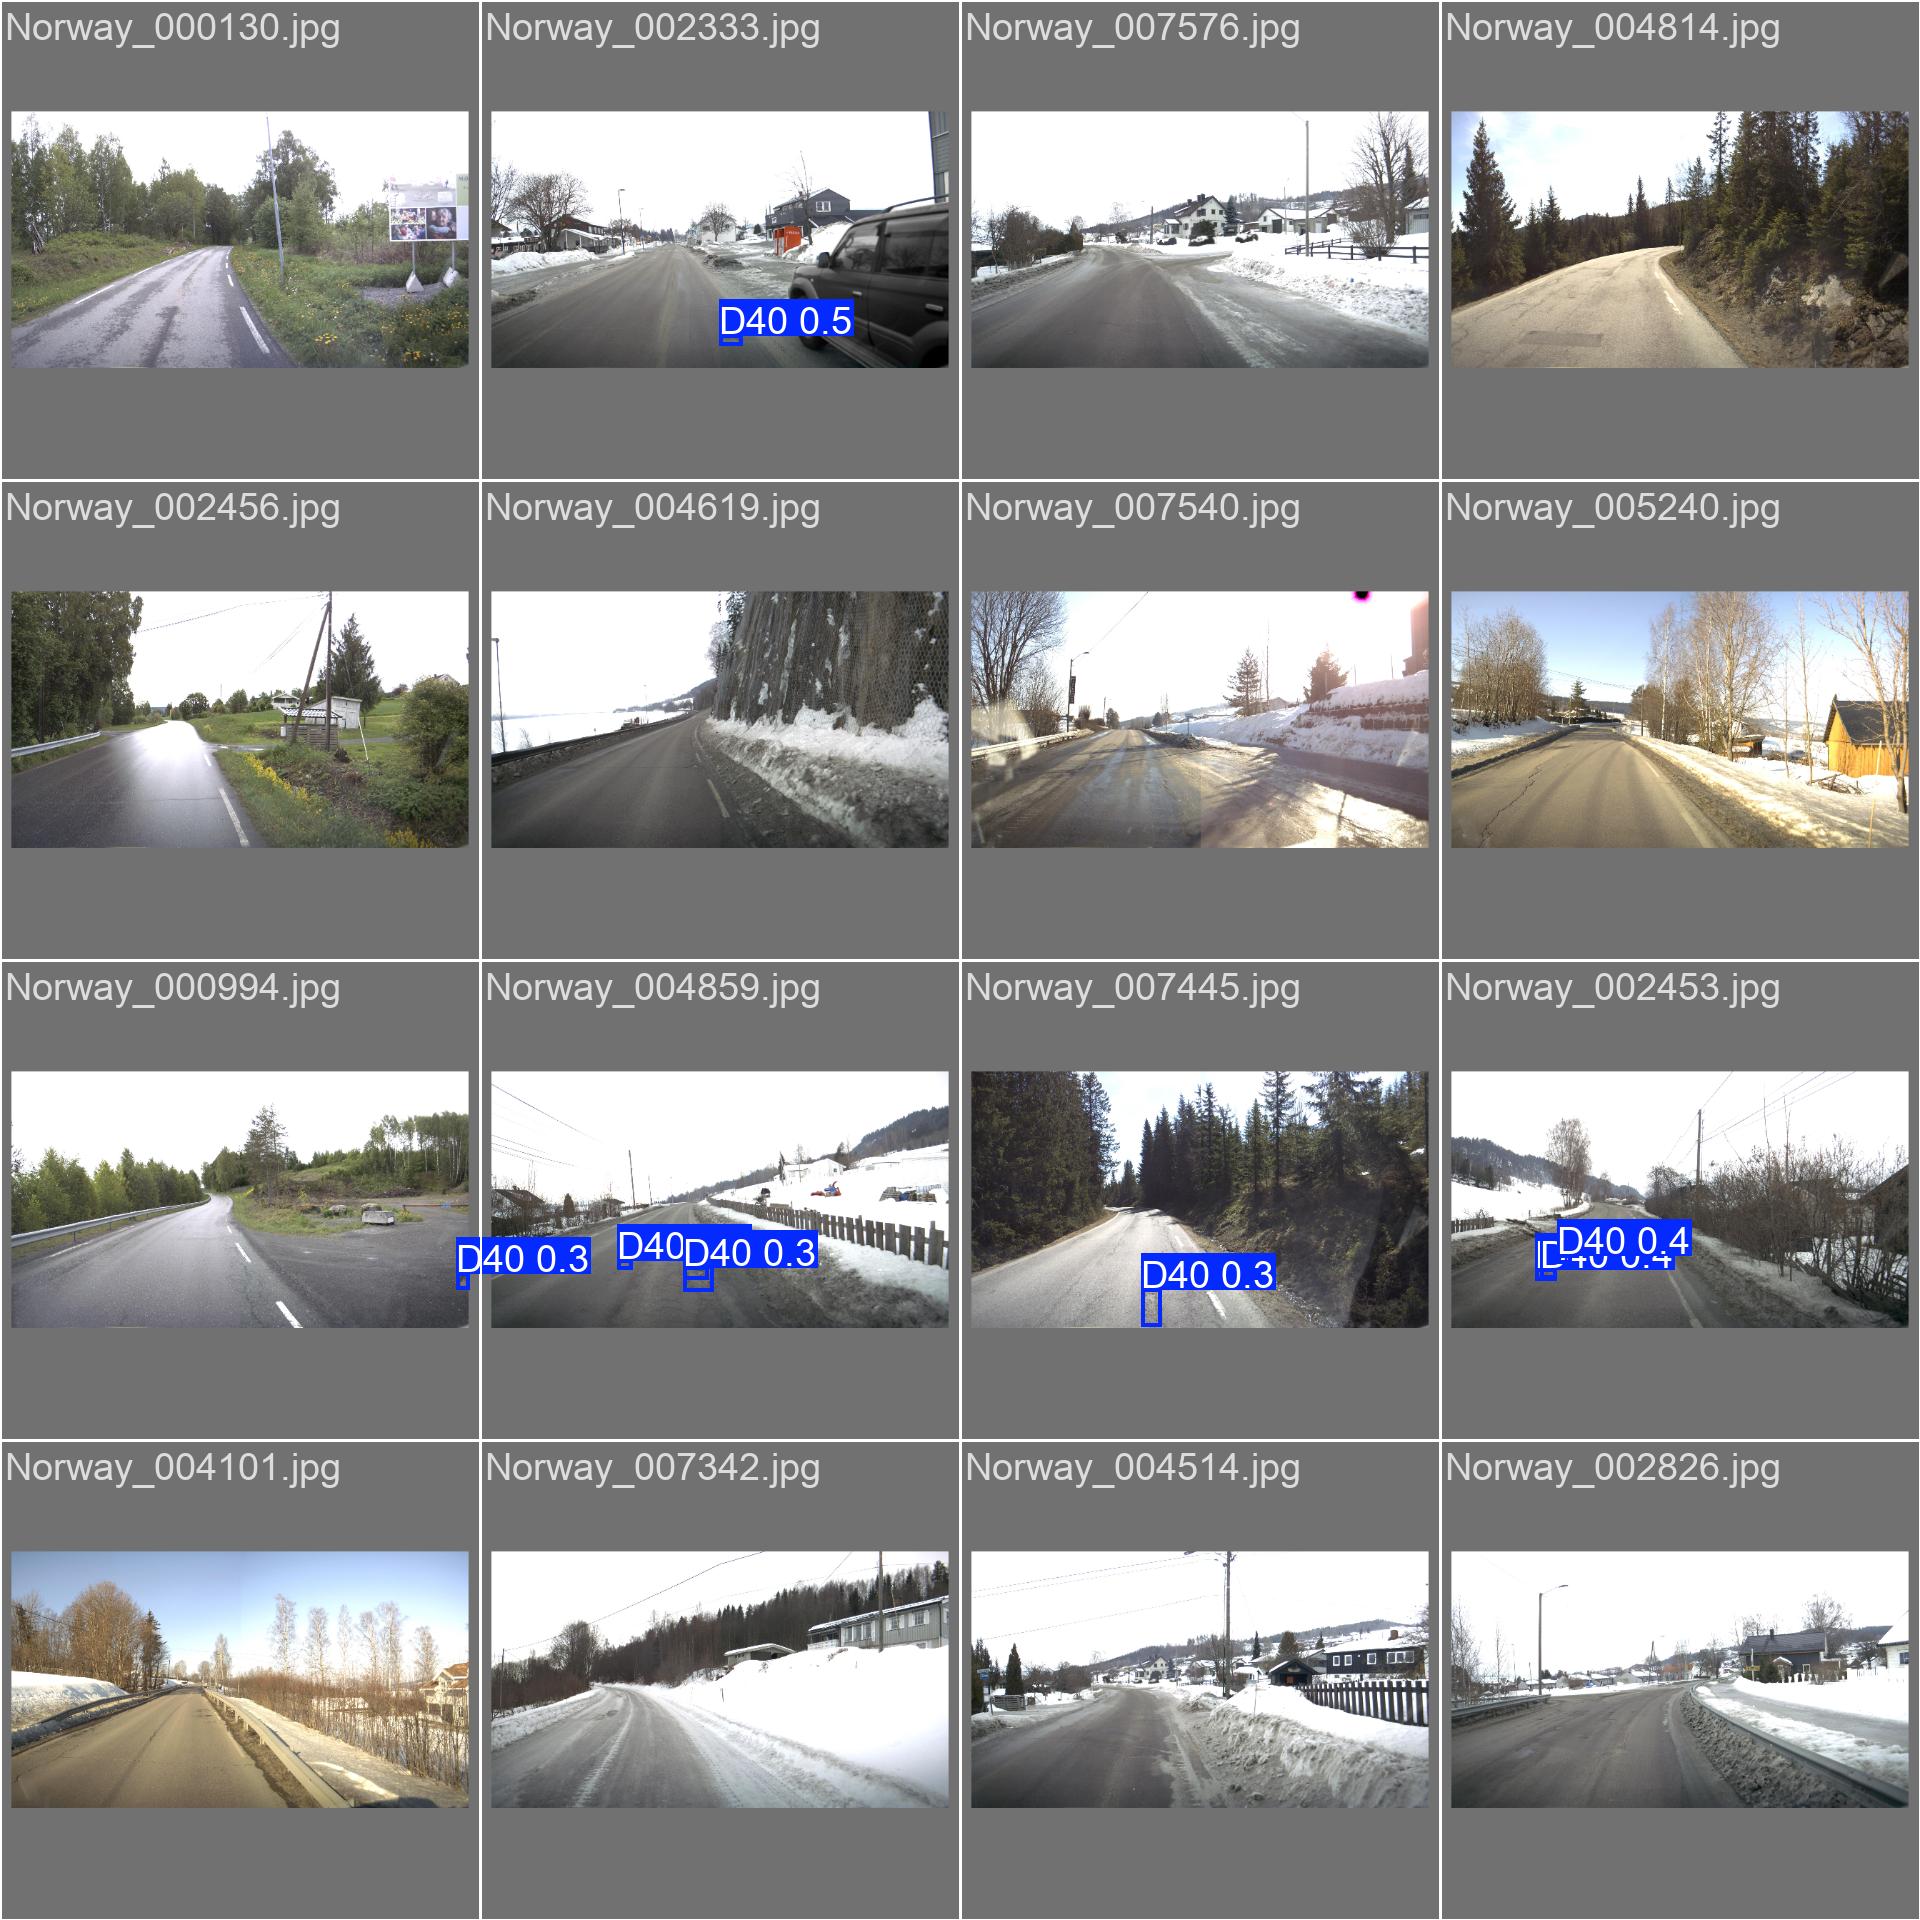 Norway_000130.jpg
Norway_002333.jpg
Norway_007576.jpg
Norway_004814.jpg
D40 0.5
Norway_002456.jpg
Norway_004619.jpg
Norway_007540.jpg
Norway_005240.jpg
Norway_000994.jpg
Norway_004859.jpg
Norway_007445.jpg
Norway_002453.jpg
D40 0.3
D40
D40 0.3
D40 0.3
D40 0.4
D40 0.4
Norway_004101.jpg
Norway_007342.jpg
Norway_004514.jpg
Norway_002826.jpg